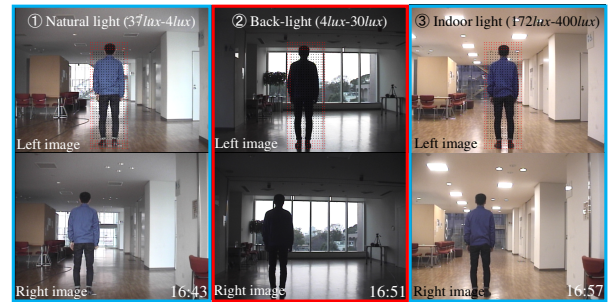 ① Natural light (37lux-4lux)
② Back-light (4lux-30lux)
③ Indoor light (172lux-400lux)
Left image
Left image
Left image
Right image 16:43
Right image 16:51
Right image 16:57